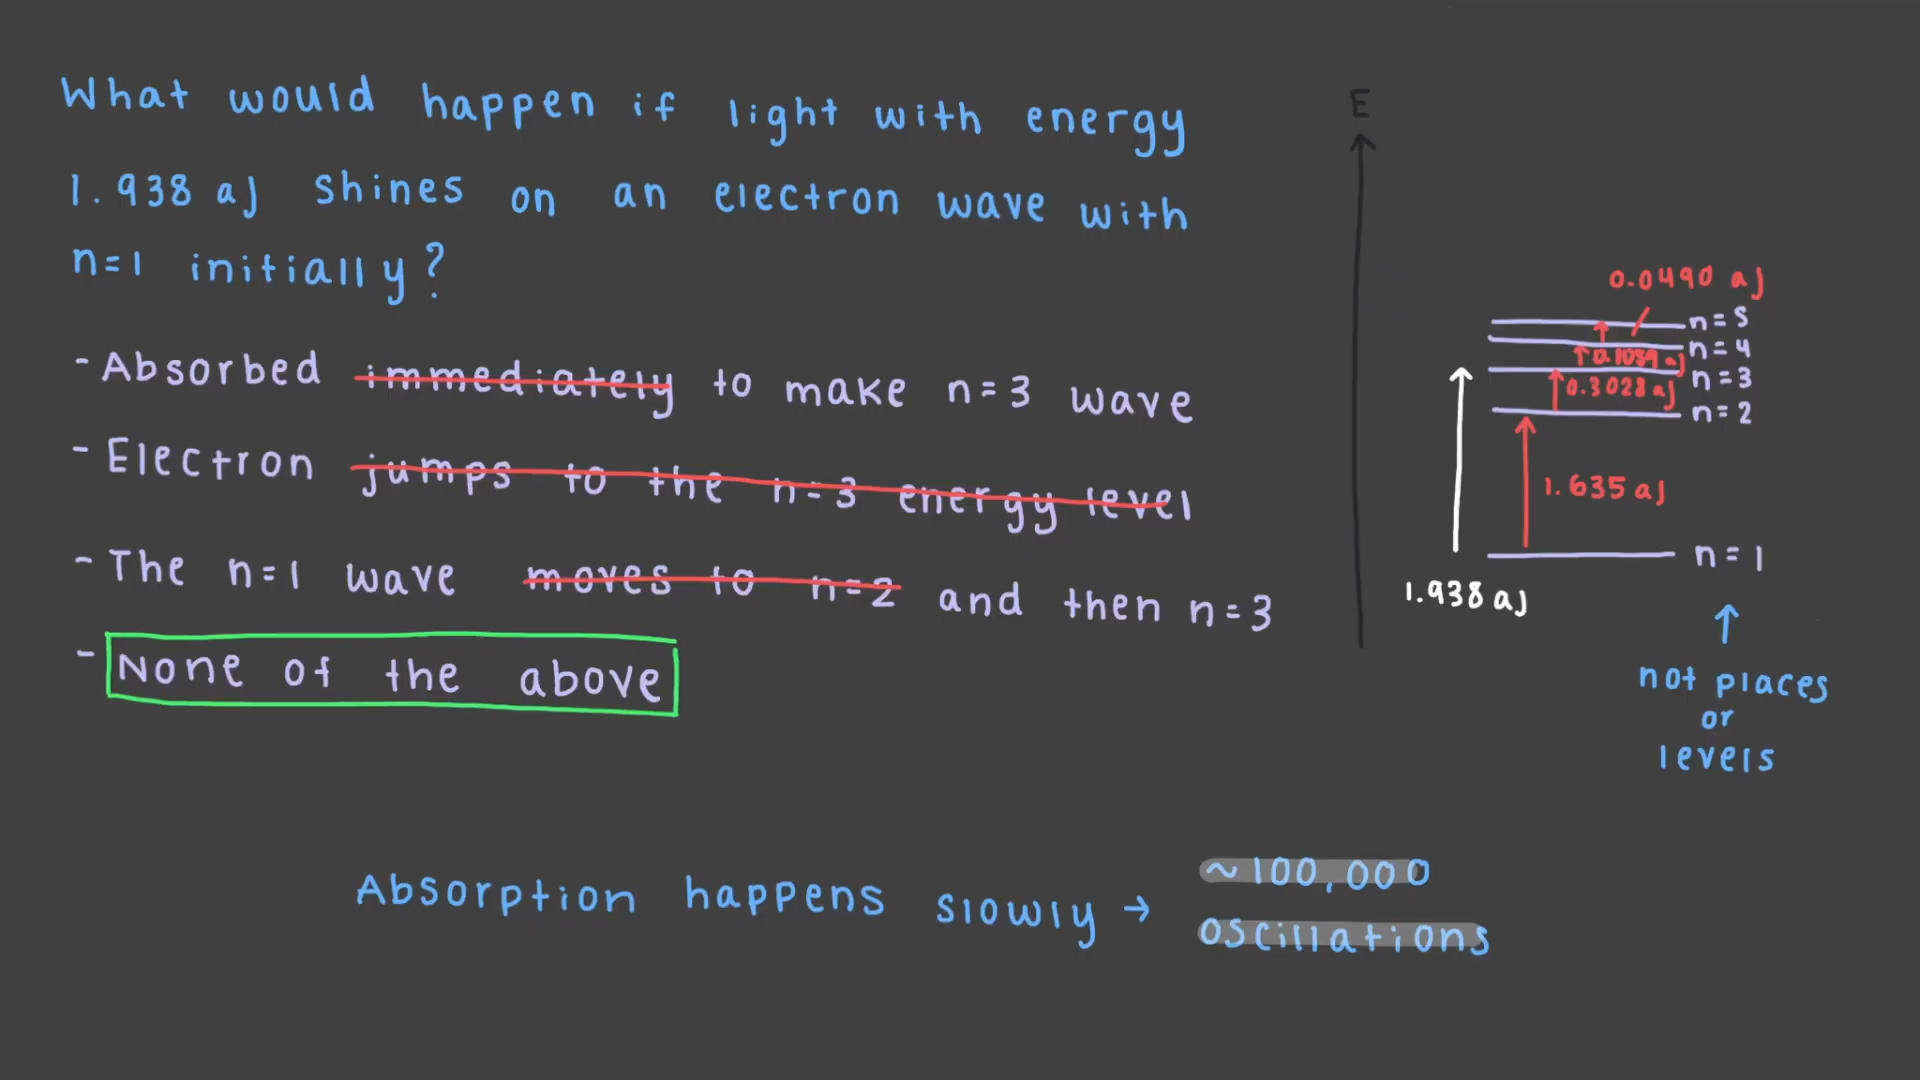 What would happen if light with energy
1.938 aJ shines on an electron wave with
n=1 initially?
- Absorbed immediately to make n=3 wave
- Electron jumps to the n=3 energy level
- The n=1 wave moves to n=2 and then n=3
- None of the above
E
0.0490 aJ
n=5
n=4
0.1059 aJ
n=3
0.3028 aJ
n=2
1.635 aJ
n=1
1.938 aJ
↑
not places
or
levels
Absorption happens slowly →
~100,000
oscillations